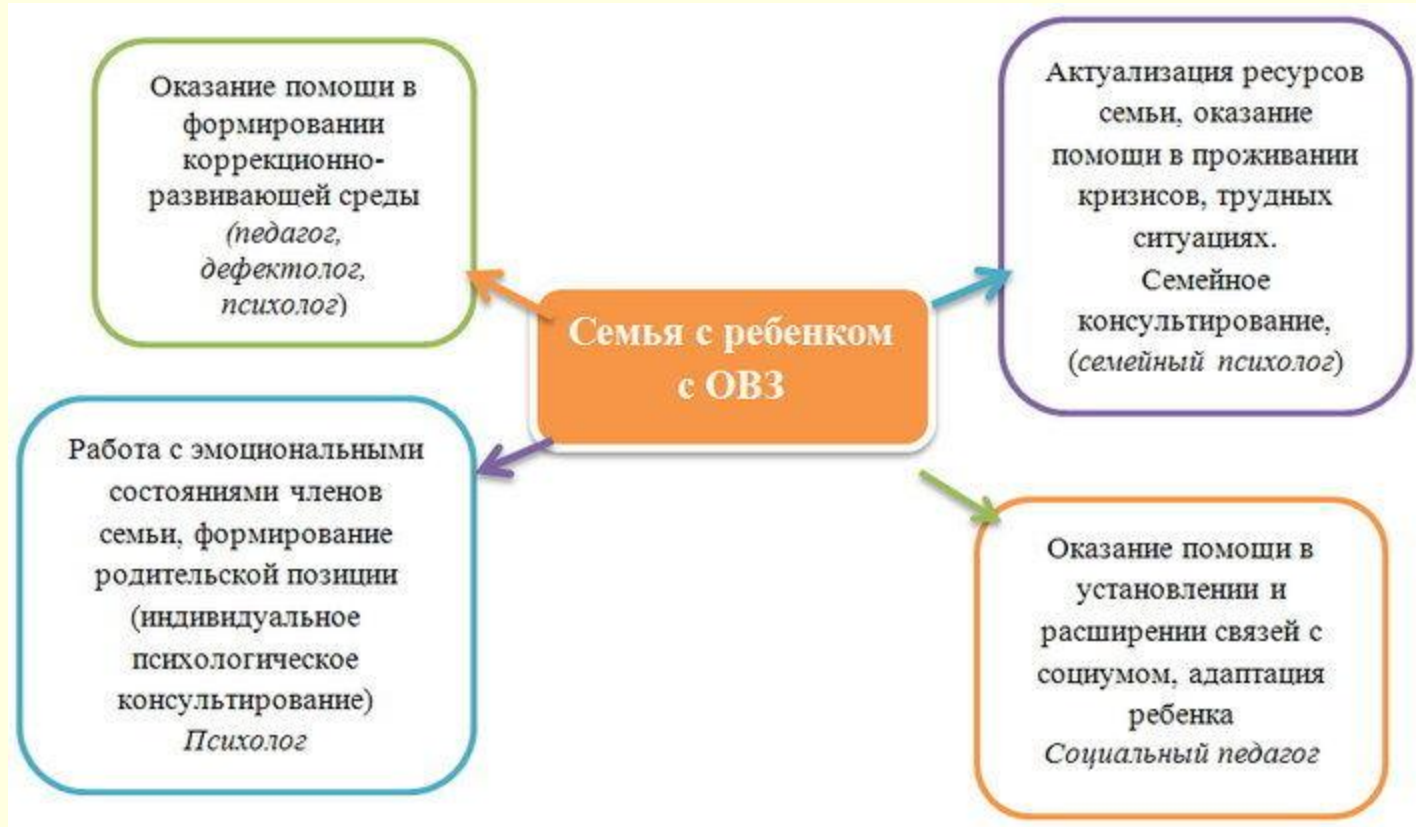 Оказание помощи в
формировании
коррекционно-
развивающей среды
(педагог,
дефектолог,
психолог)
Актуализация ресурсов
семьи, оказание
помощи в проживании
кризисов, трудных
ситуациях.
Семейное
консультирование,
(семейный психолог)
Семья с ребенком
с ОВЗ
Работа с эмоциональными
состояниями членов
семьи, формирование
родительской позиции
(индивидуальное
психологическое
консультирование)
Психолог
Оказание помощи в
установлении и
расширении связей с
социумом, адаптация
ребенка
Социальный педагог